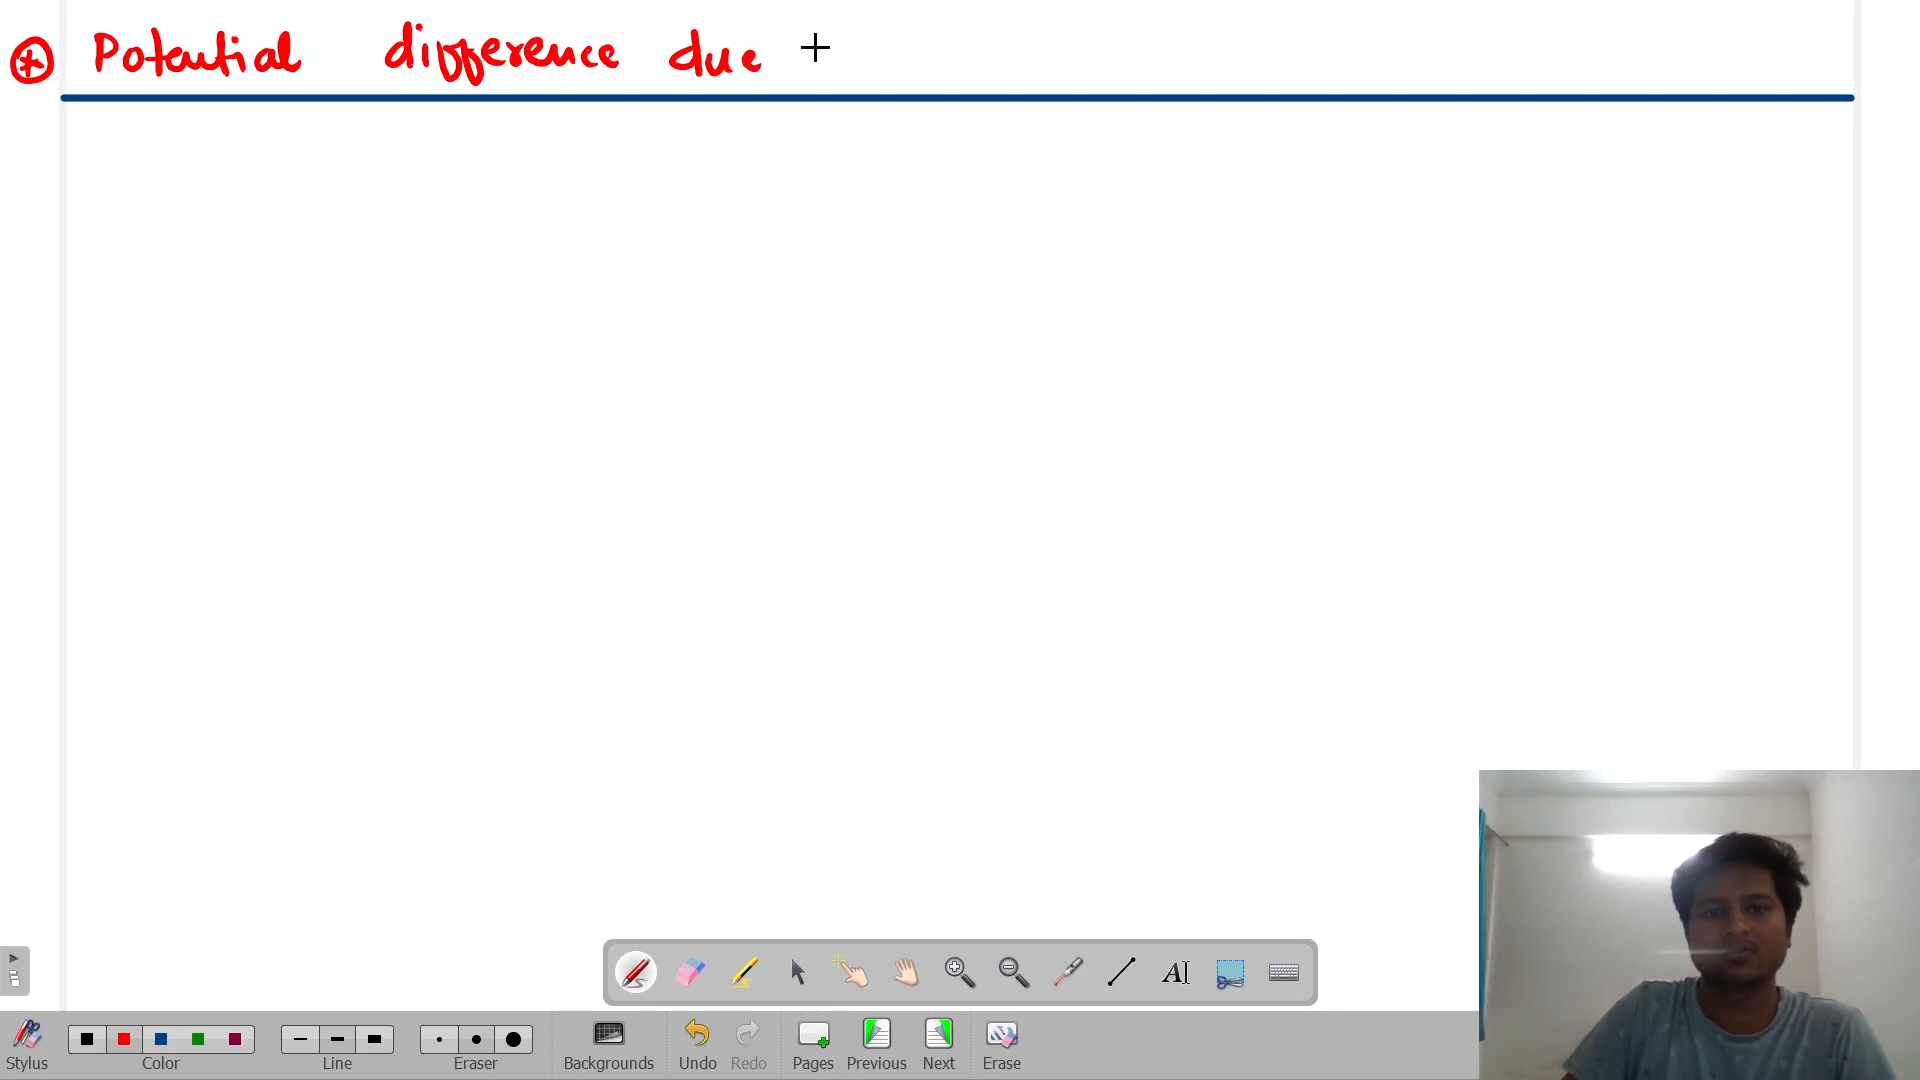 Potential difference due
Stylus Color Line Eraser Backgrounds Undo Redo Pages Previous Next Erase